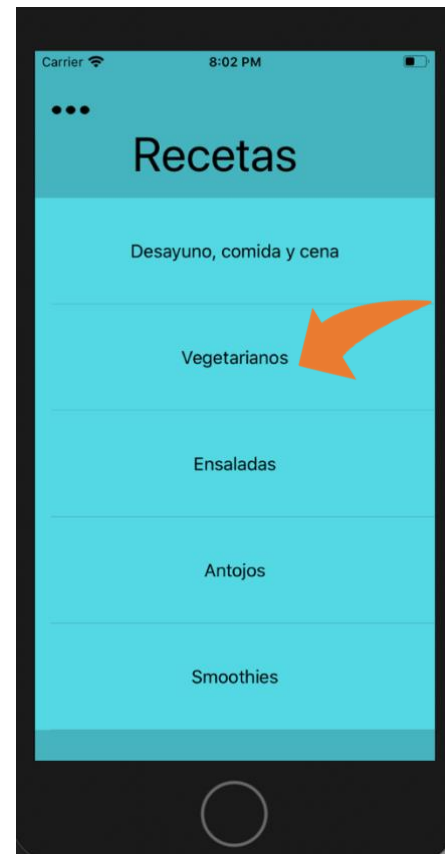 Carrier 8:02 PM
Recetas
Desayuno, comida y cena
Vegetarianos
Ensaladas
Antojos
Smoothies